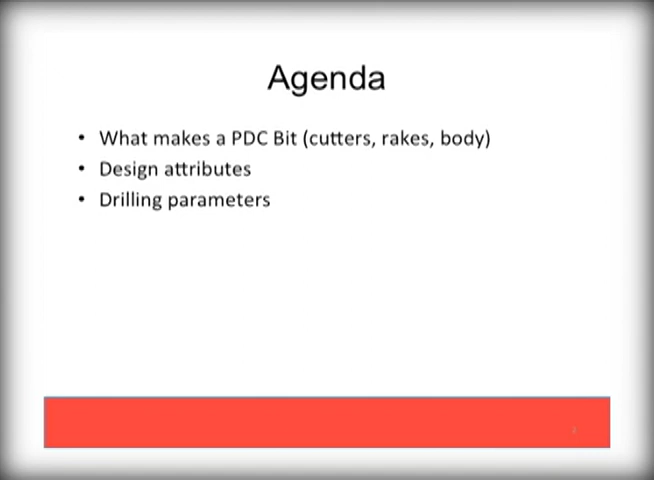 Agenda
• What makes a PDC Bit (cutters, rakes, body)
• Design attributes
• Drilling parameters